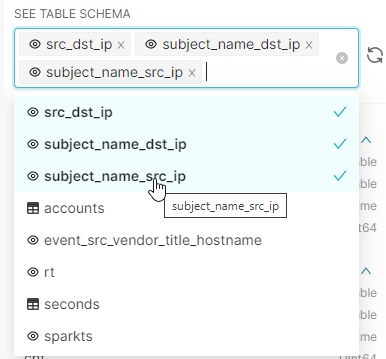 SEE TABLE SCHEMA
src_dst_ip x subject_name_dst_ip x
subject_name_src_ip x
src_dst_ip
subject_name_dst_ip
subject_name_src_ip
subject_name_src_ip
accounts
event_src_vendor_title_hostname
rt
seconds
sparkts